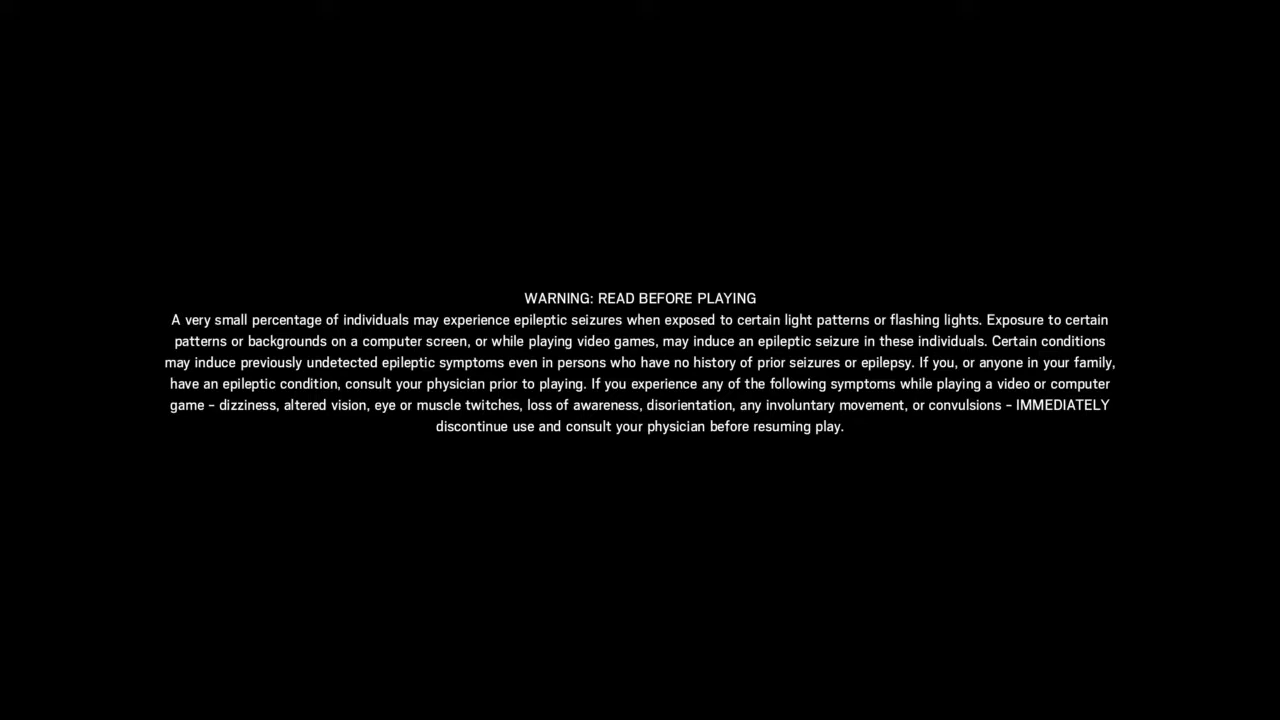 WARNING: READ BEFORE PLAYING
A very small percentage of individuals may experience epileptic seizures when exposed to certain light patterns or flashing lights. Exposure to certain
patterns or backgrounds on a computer screen, or while playing video games, may induce an epileptic seizure in these individuals. Certain conditions
may induce previously undetected epileptic symptoms even in persons who have no history of prior seizures or epilepsy. If you, or anyone in your family,
have an epileptic condition, consult your physician prior to playing. If you experience any of the following symptoms while playing a video or computer
game – dizziness, altered vision, eye or muscle twitches, loss of awareness, disorientation, any involuntary movement, or convulsions – IMMEDIATELY
discontinue use and consult your physician before resuming play.